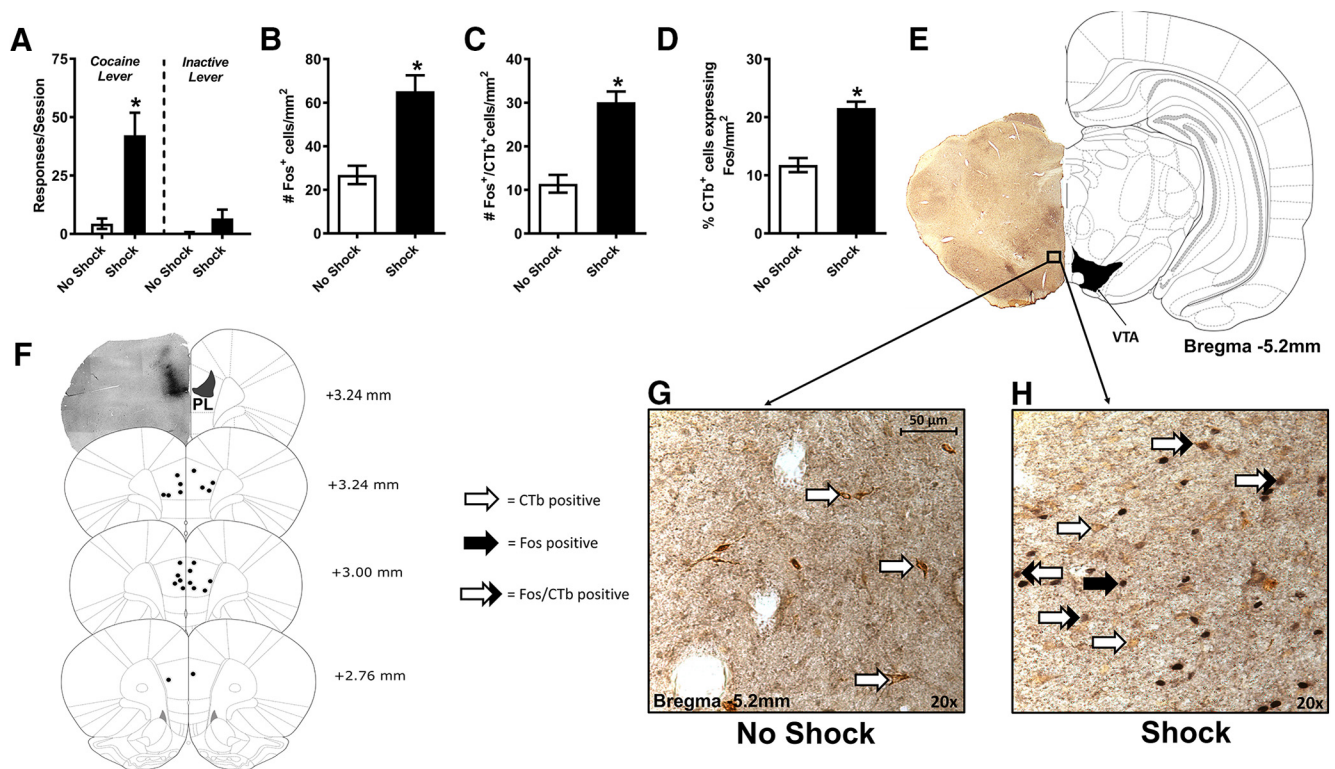 A
Responses/Session
75
50
25
0
Cocaine
Lever
Inactive
Lever
*
No Shock
Shock
No Shock
Shock
B
# Fos+ cells/mm2
80
60
40
20
0
*
No Shock
Shock
C
# Fos+/CTb+ cells/mm2
40
30
20
10
0
*
No Shock
Shock
D
% CTb+ cells expressing
Fos/mm2
30
20
10
0
*
No Shock
Shock
E
VTA
Bregma -5.2mm
F
PL
+3.24 mm
+3.24 mm
+3.00 mm
+2.76 mm
= CTb positive
= Fos positive
= Fos/CTb positive
G
50 µm
Bregma -5.2mm
20x
No Shock
H
20x
Shock